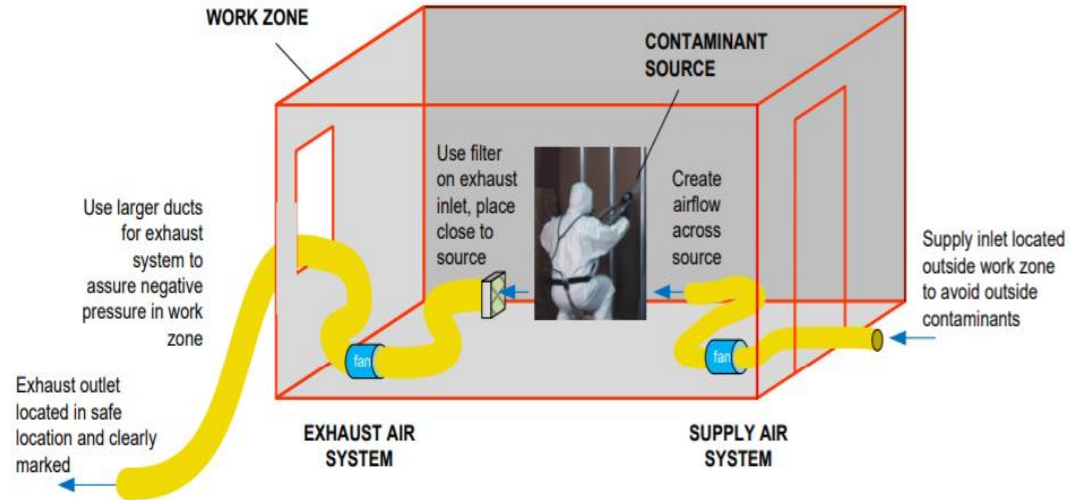 WORK ZONE
CONTAMINANT
SOURCE
Use filter
on exhaust
inlet, place
close to
source
Create
airflow
across
source
Use larger ducts
for exhaust
system to
assure negative
pressure in work
zone
Supply inlet located
outside work zone
to avoid outside
contaminants
fan
fan
Exhaust outlet
located in safe
location and clearly
marked
EXHAUST AIR
SYSTEM
SUPPLY AIR
SYSTEM